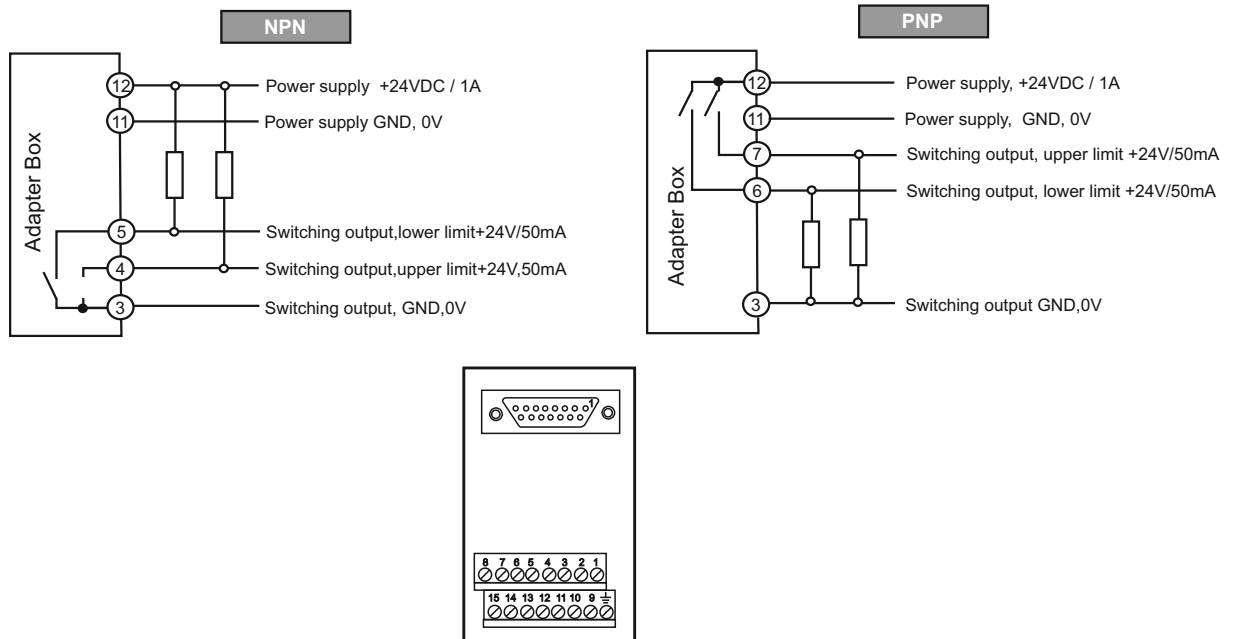 NPN
12
Power supply +24VDC / 1A
11
Power supply GND, 0V
Adapter Box
5
Switching output,lower limit+24V/50mA
4
Switching output,upper limit+24V,50mA
3
Switching output, GND,0V
PNP
12
Power supply, +24VDC / 1A
11
Power supply, GND, 0V
7
Switching output, upper limit +24V/50mA
6
Switching output, lower limit +24V/50mA
Adapter Box
3
Switching output GND,0V
1
8 7 6 5 4 3 2 1
15 14 13 12 11 10 9